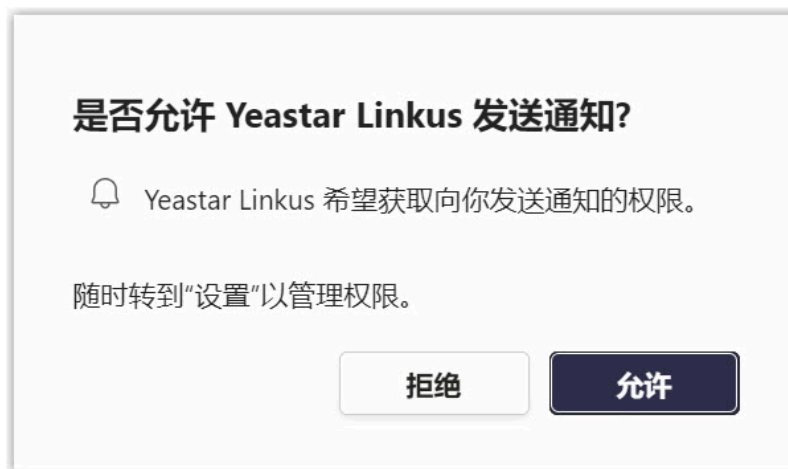 是否允许 Yeastar Linkus 发送通知?
Yeastar Linkus 希望获取向你发送通知的权限。
随时转到“设置”以管理权限。
拒绝
允许